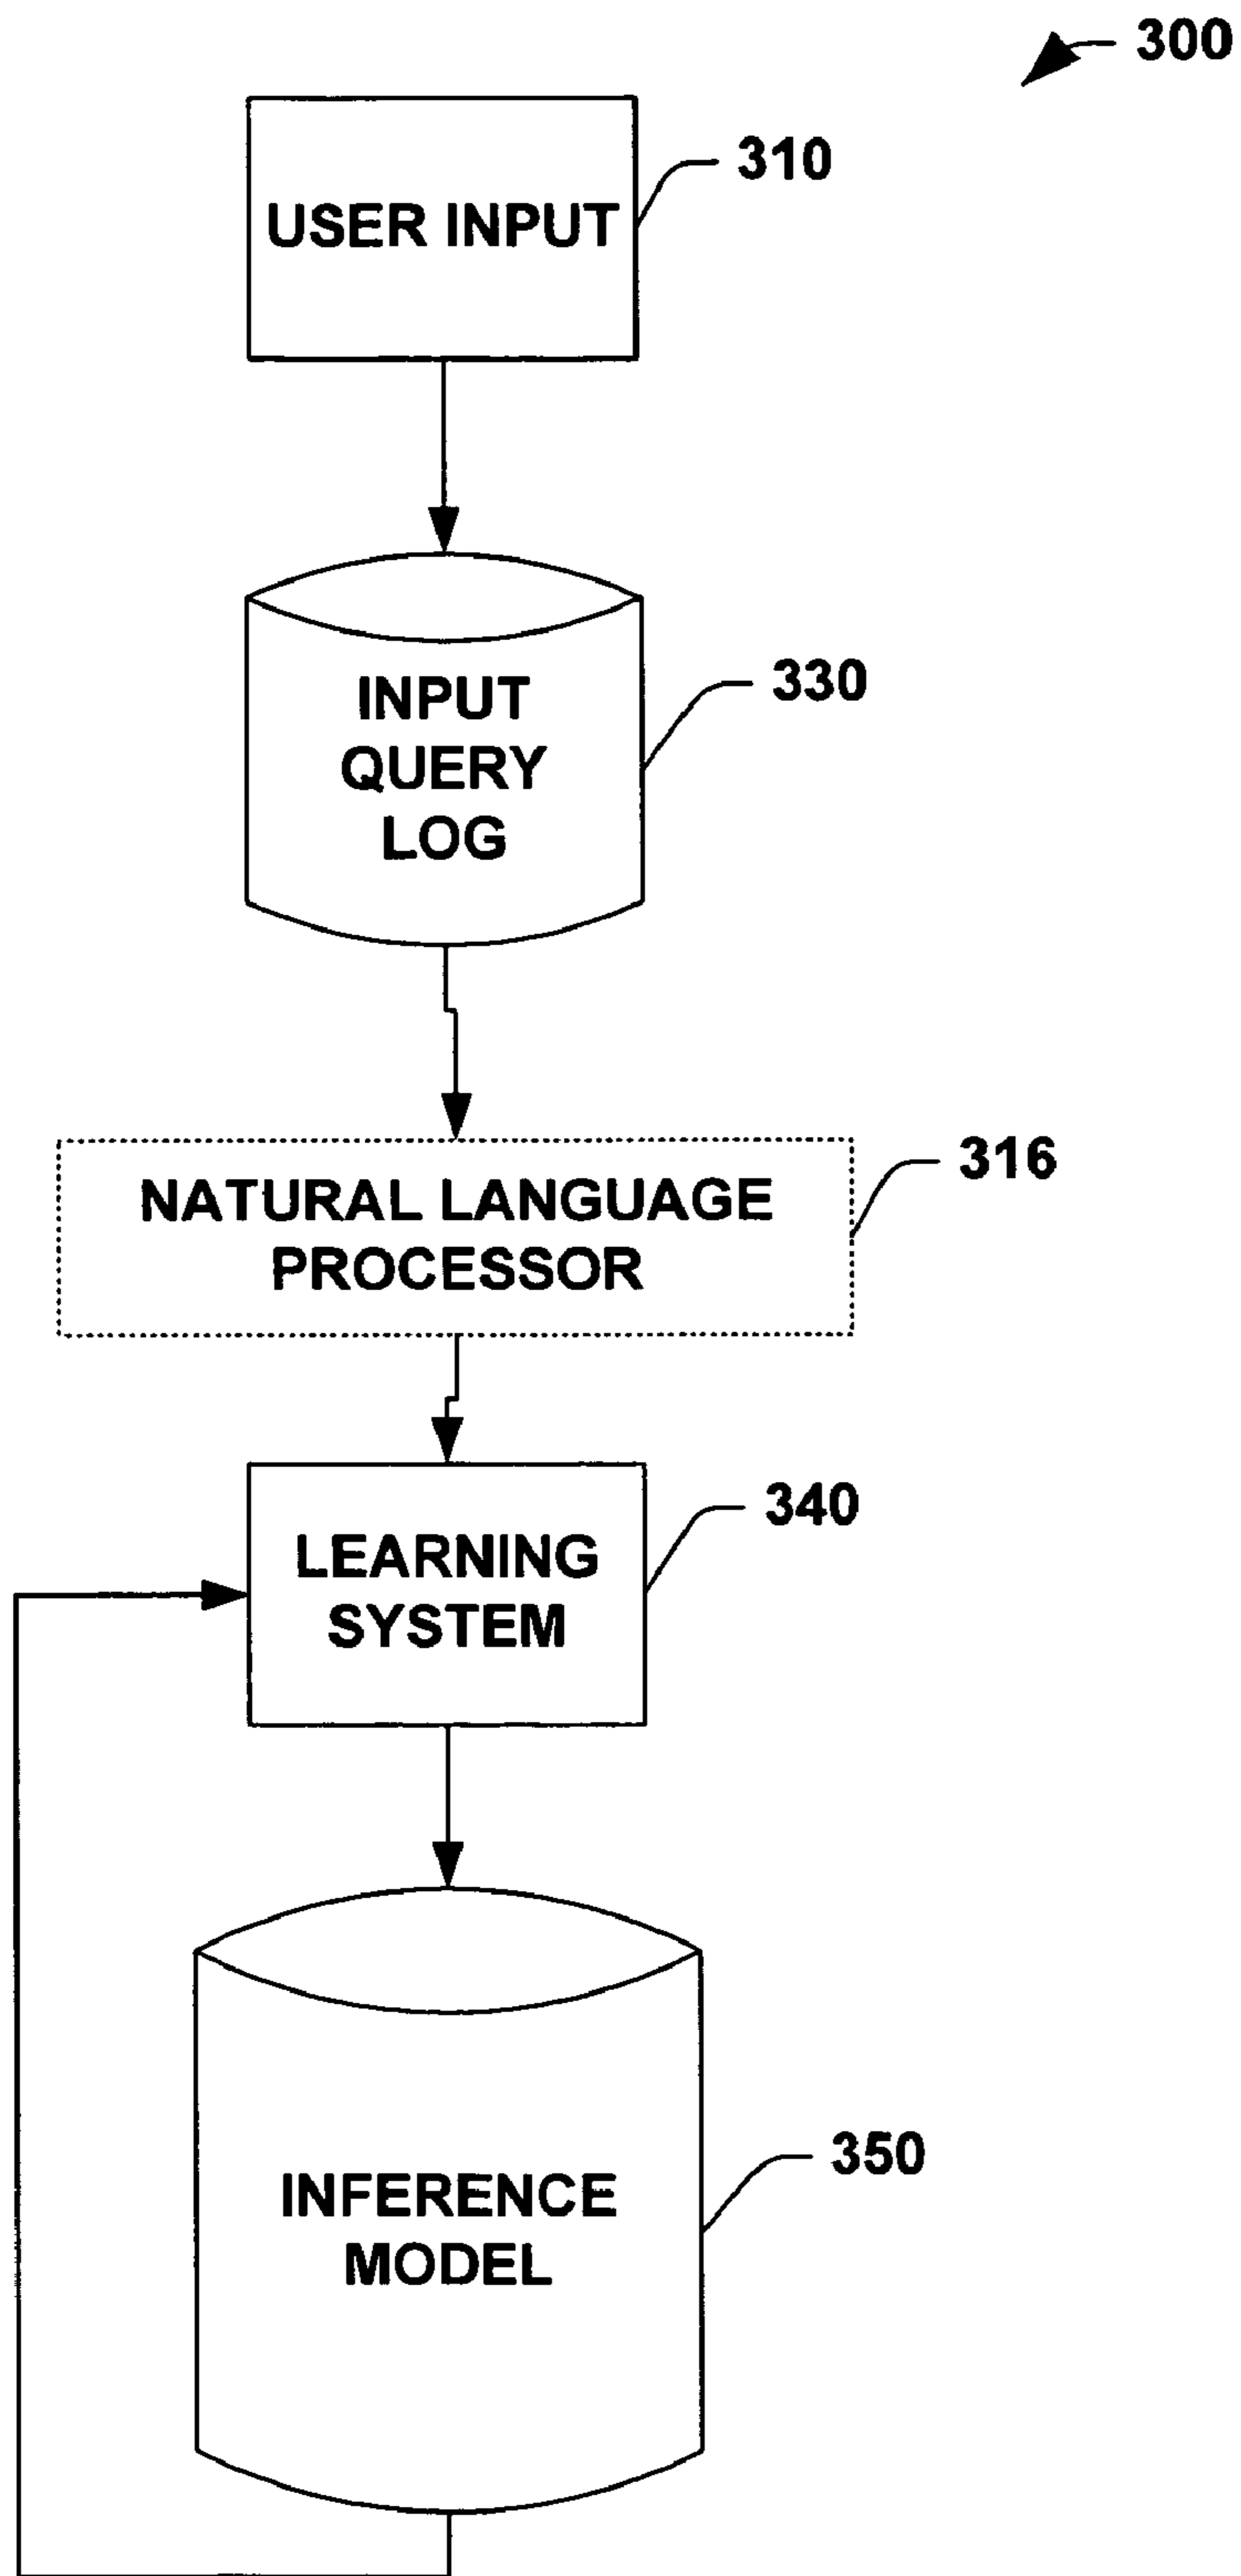 300
310
USER INPUT
330
INPUT
QUERY
LOG
316
NATURAL LANGUAGE
PROCESSOR
340
LEARNING
SYSTEM
350
INFERENCE
MODEL